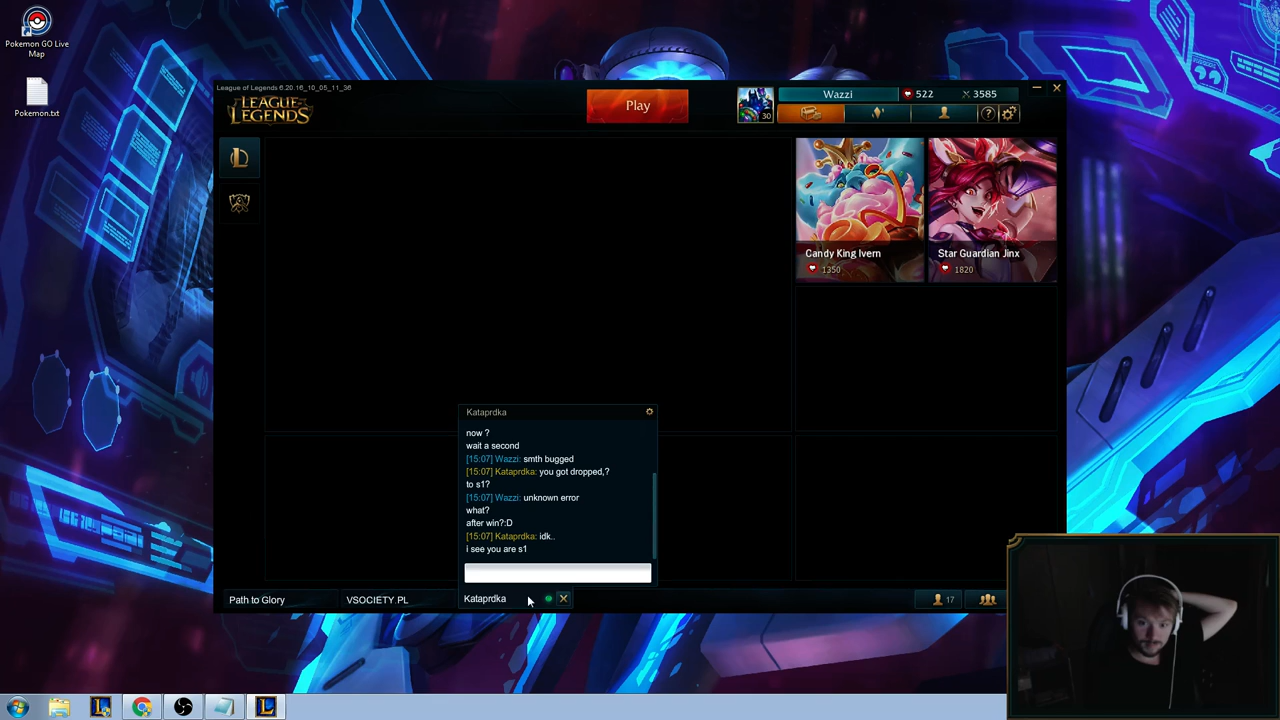 Pokemon GO Live
Map
Pokemon.txt
League of Legends 6.20.16_10_05_11_36
LEAGUE OF
LEGENDS
Play
30
Wazzi
522
3585
?
Candy King Ivern
1350
Star Guardian Jinx
1820
Kataprdka
now ?
wait a second
[15:07] Wazzi: smth bugged
[15:07] Kataprdka: you got dropped,?
to s1?
[15:07] Wazzi: unknown error
what?
after win?:D
[15:07] Kataprdka: idk..
i see you are s1
Path to Glory
VSOCIETY.PL
Kataprdka
17